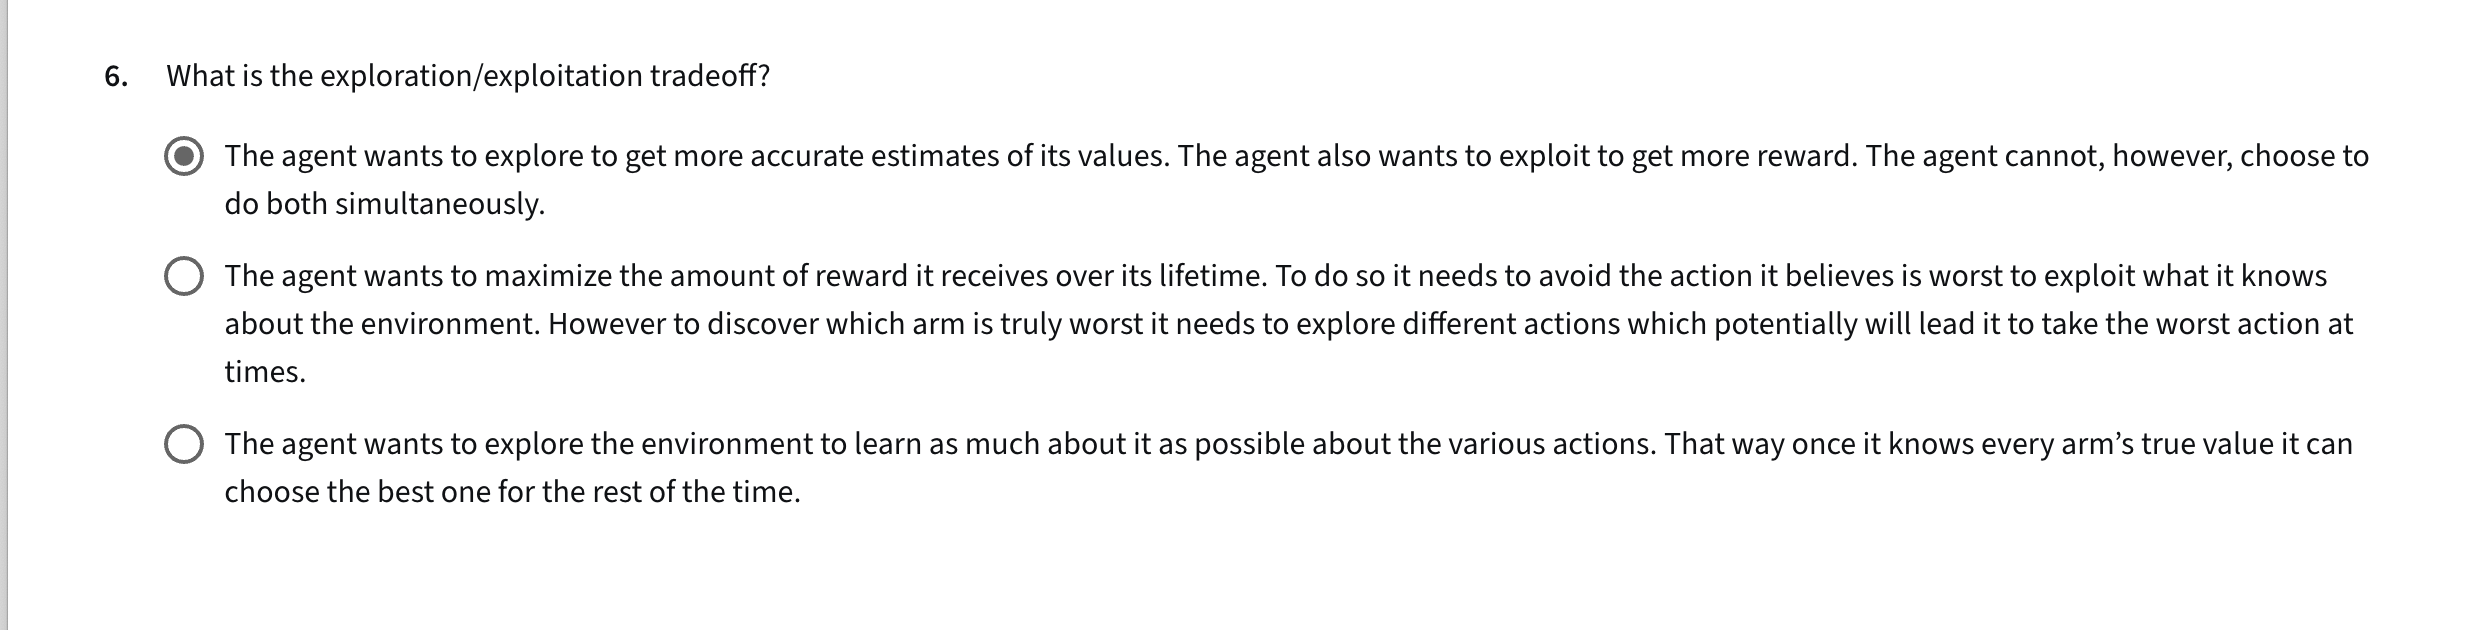 6. What is the exploration/exploitation tradeoff?
The agent wants to explore to get more accurate estimates of its values. The agent also wants to exploit to get more reward. The agent cannot, however, choose to
do both simultaneously.
The agent wants to maximize the amount of reward it receives over its lifetime. To do so it needs to avoid the action it believes is worst to exploit what it knows
about the environment. However to discover which arm is truly worst it needs to explore different actions which potentially will lead it to take the worst action at
times.
The agent wants to explore the environment to learn as much about it as possible about the various actions. That way once it knows every arm’s true value it can
choose the best one for the rest of the time.